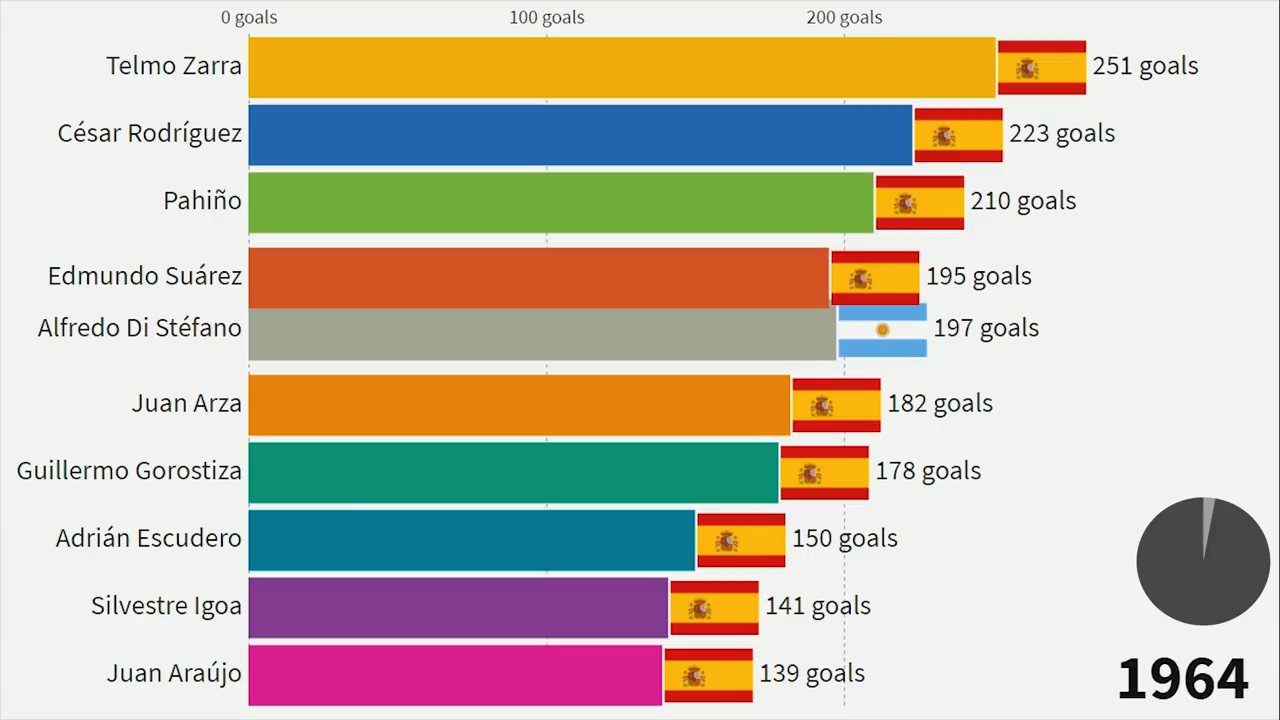 0 goals 100 goals 200 goals
Telmo Zarra 251 goals
César Rodríguez 223 goals
Pahiño 210 goals
Edmundo Suárez 195 goals
Alfredo Di Stéfano 197 goals
Juan Arza 182 goals
Guillermo Gorostiza 178 goals
Adrián Escudero 150 goals
Silvestre Igoa 141 goals
Juan Araújo 139 goals
1964